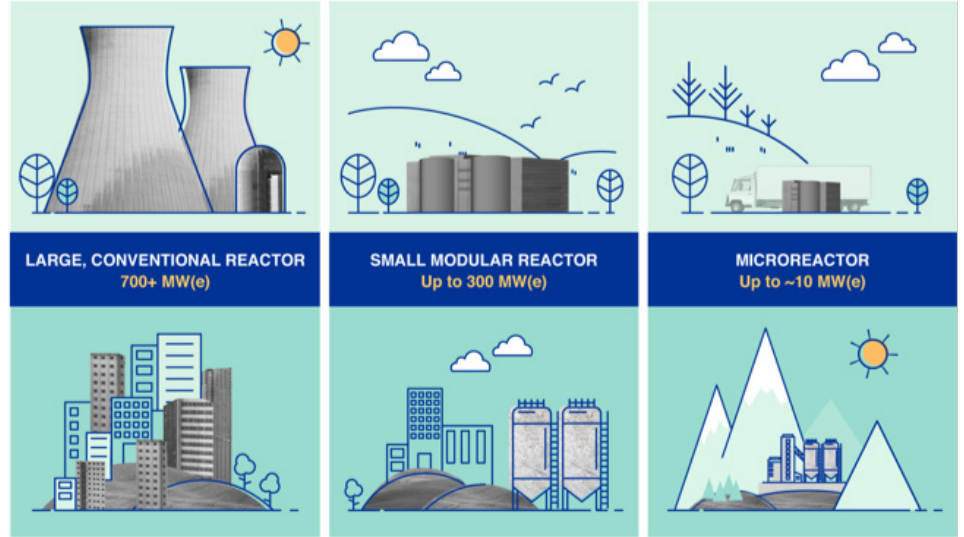 LARGE, CONVENTIONAL REACTOR
700+ MW(e)
SMALL MODULAR REACTOR
Up to 300 MW(e)
MICROREACTOR
Up to ~10 MW(e)